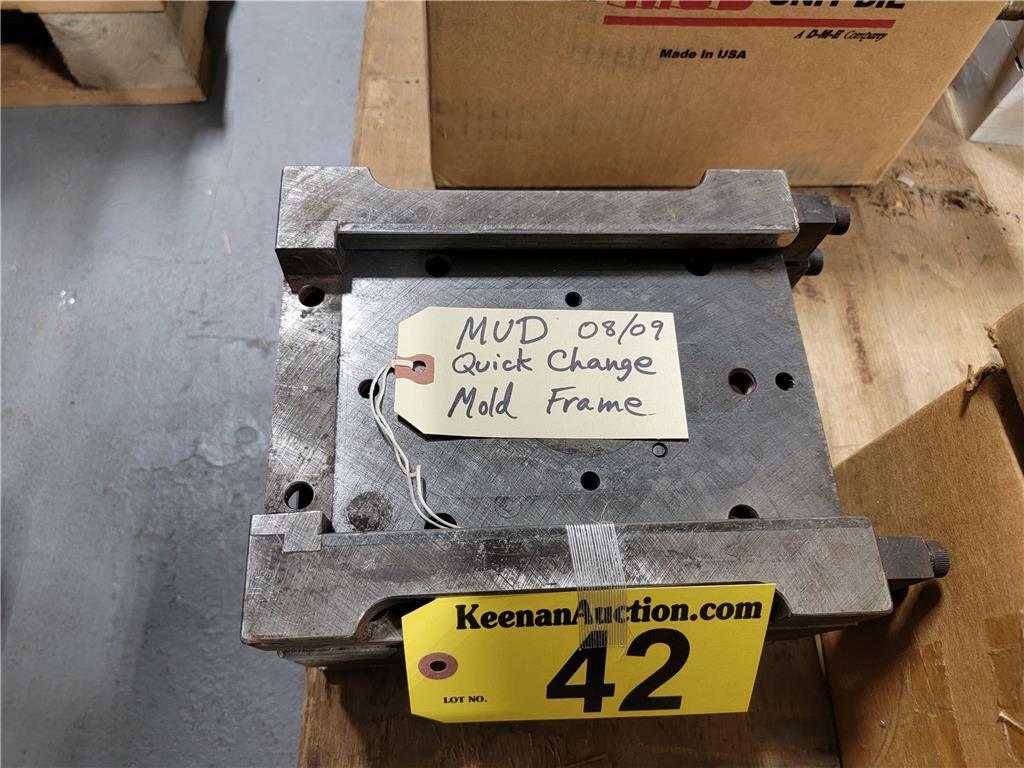 MUD UNIT DIE
A D-M-E Company
Made In USA
MUD 08/09
Quick Change
Mold Frame
KeenanAuction.com
42
LOT NO.